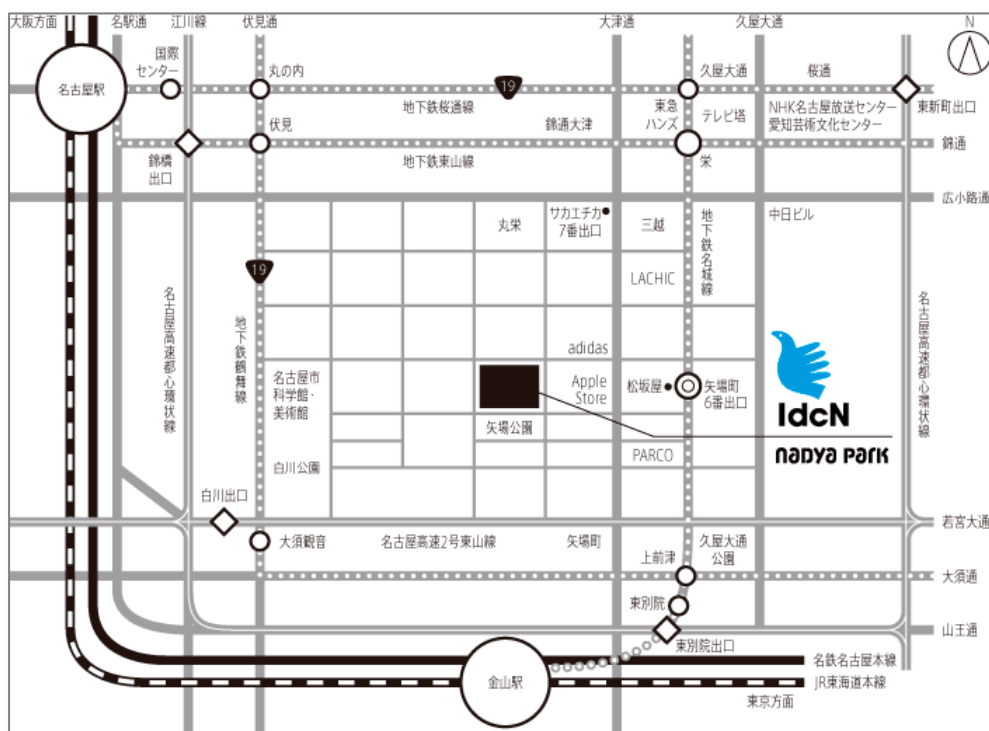 大阪方面
名駅通
江川線
伏見通
大津通
久屋大通
N
国際
センター
丸の内
久屋大通
桜通
名古屋駅
19
地下鉄桜通線
東急
ハンズ
テレビ塔
NHK名古屋放送センター
愛知芸術文化センター
東新町出口
伏見
錦通大津
錦橋
出口
地下鉄東山線
栄
錦通
広小路通
丸栄
サカエチカ
7番出口
三越
地下鉄名城線
中日ビル
19
LACHIC
名古屋高速都心環状線
地下鉄鶴舞線
名古屋高速都心環状線
adidas
名古屋市
科学館・
美術館
Apple
Store
松坂屋
矢場町
6番出口
IdcN
矢場公園
PARCO
nadya park
白川公園
白川出口
若宮大通
大須観音
名古屋高速2号東山線
矢場町
久屋大通
公園
上前津
大須通
東別院
山王通
東別院出口
名鉄名古屋本線
金山駅
JR東海道本線
東京方面